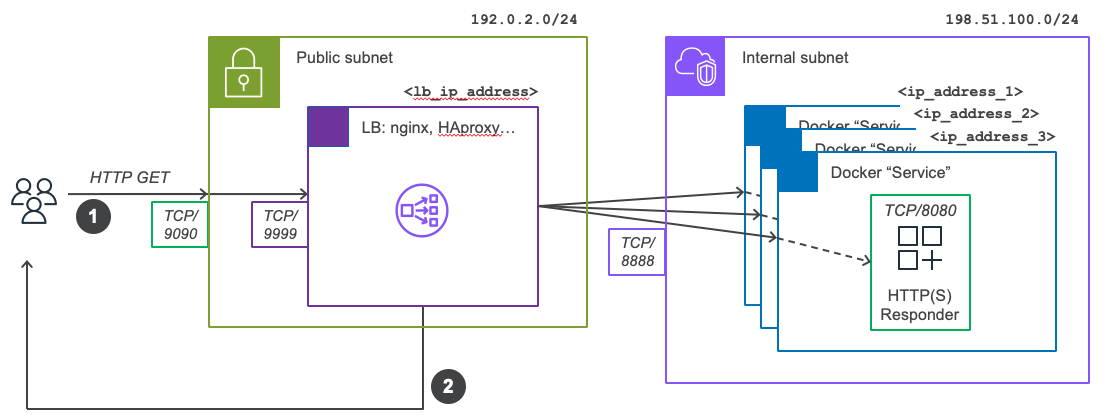 192.0.2.0/24
198.51.100.0/24
Public subnet
Internal subnet
<lb_ip_address>
<ip_address_1>
<ip_address_2>
<ip_address_3>
LB: nginx, HAproxy…
Docker “Servic
Docker “Servic
Docker “Service”
HTTP GET
1
TCP/
9090
TCP/
9999
TCP/
8888
TCP/8080
HTTP(S)
Responder
2